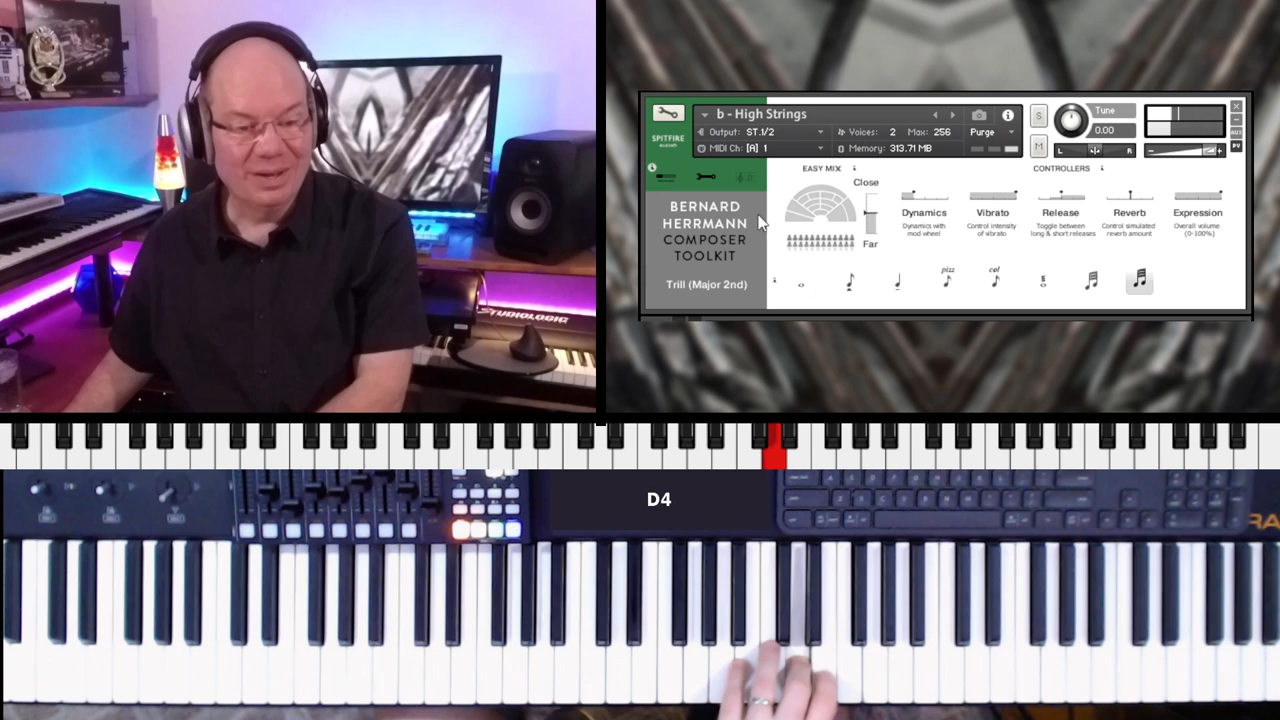 b - High Strings
Output: ST.1/2
Voices: 2 Max: 256
Purge
MIDI Ch: [A] 1
Memory: 313.71 MB
S
M
Tune
0.00
L
R
AUX
PV
SPITFIRE
AUDIO
BERNARD
HERRMANN
COMPOSER
TOOLKIT
Trill (Major 2nd)
EASY MIX
CONTROLLERS
Close
Far
Dynamics
Dynamics with
mod wheel
Vibrato
Control intensity
of vibrato
Release
Toggle between
long & short releases
Reverb
Control simulated
reverb amount
Expression
Overall volume
(0-100%)
pizz
col
STUDIOLOGIC
D4